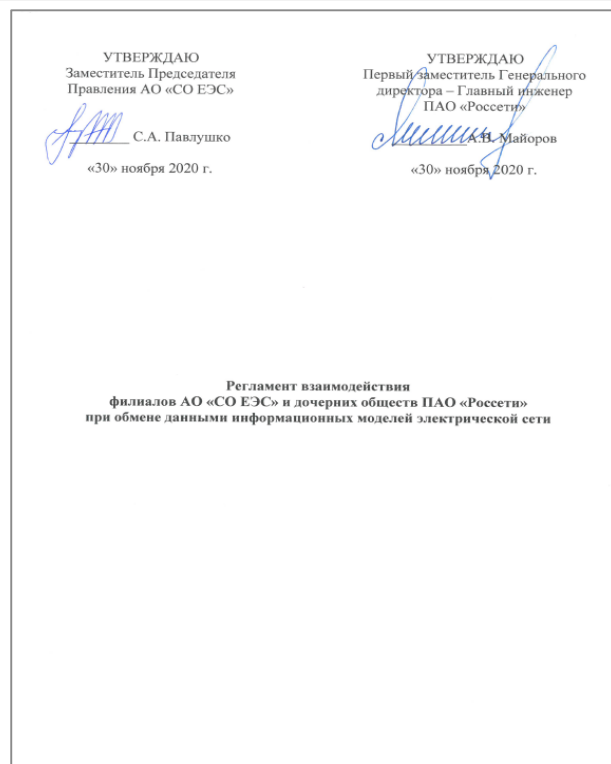 УТВЕРЖДАЮ
Заместитель Председателя
Правления АО «СО ЕЭС»
С.А. Павлушко
«30» ноября 2020 г.
УТВЕРЖДАЮ
Первый заместитель Генерального
директора – Главный инженер
ПАО «Россети»
А.В. Майоров
«30» ноября 2020 г.
Регламент взаимодействия
филиалов АО «СО ЕЭС» и дочерних обществ ПАО «Россети»
при обмене данными информационных моделей электрической сети